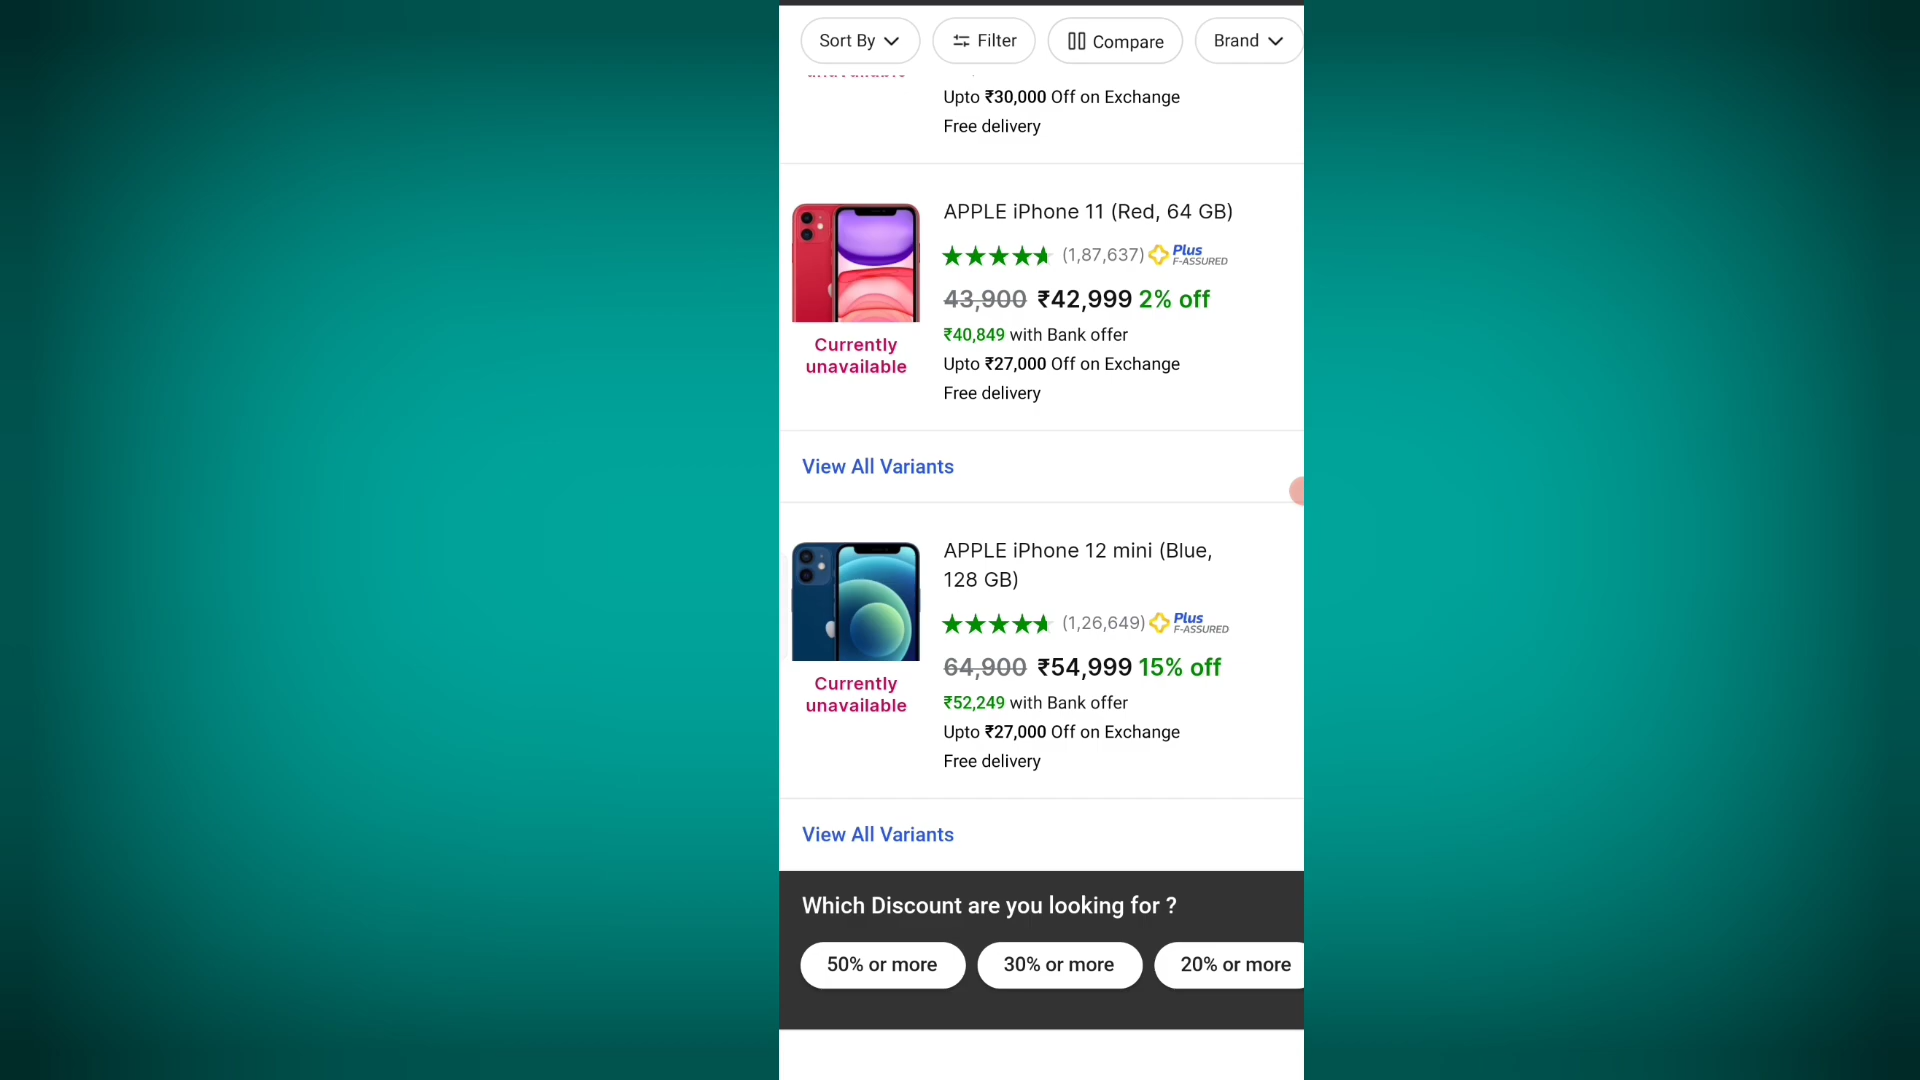 Sort By
Filter
Compare
Brand
Upto ₹30,000 Off on Exchange
Free delivery
APPLE iPhone 11 (Red, 64 GB)
(1,87,637) Plus F-ASSURED
43,900 ₹42,999 2% off
₹40,849 with Bank offer
Currently
unavailable
Upto ₹27,000 Off on Exchange
Free delivery
View All Variants
APPLE iPhone 12 mini (Blue,
128 GB)
(1,26,649) Plus F-ASSURED
64,900 ₹54,999 15% off
Currently
unavailable
₹52,249 with Bank offer
Upto ₹27,000 Off on Exchange
Free delivery
View All Variants
Which Discount are you looking for ?
50% or more
30% or more
20% or more